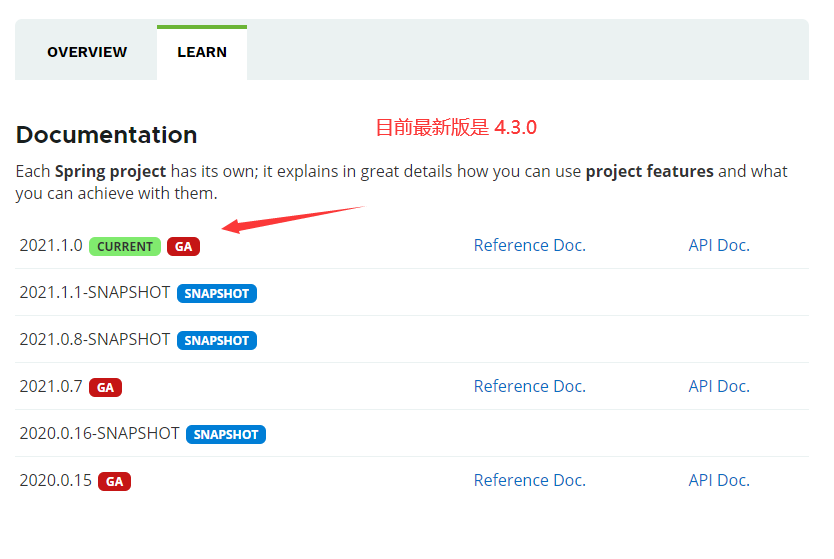 OVERVIEW LEARN
Documentation
目前最新版是 4.3.0
Each Spring project has its own; it explains in great details how you can use project features and what
you can achieve with them.
2021.1.0 CURRENT GA Reference Doc. API Doc.
2021.1.1-SNAPSHOT SNAPSHOT
2021.0.8-SNAPSHOT SNAPSHOT
2021.0.7 GA Reference Doc. API Doc.
2020.0.16-SNAPSHOT SNAPSHOT
2020.0.15 GA Reference Doc. API Doc.